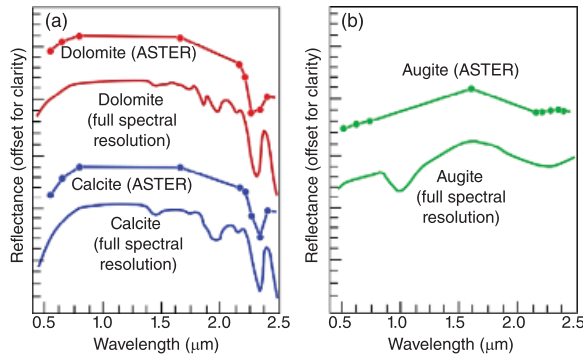 (a)
Dolomite (ASTER)
Dolomite
(full spectral
resolution)
Calcite (ASTER)
Calcite
(full spectral
resolution)
Reflectance (offset for clarity)
0.5 1.0 1.5 2.0 2.5
Wavelength (μm)
(b)
Augite (ASTER)
Augite
(full spectral
resolution)
Reflectance (offset for clarity)
0.5 1.0 1.5 2.0 2.5
Wavelength (μm)